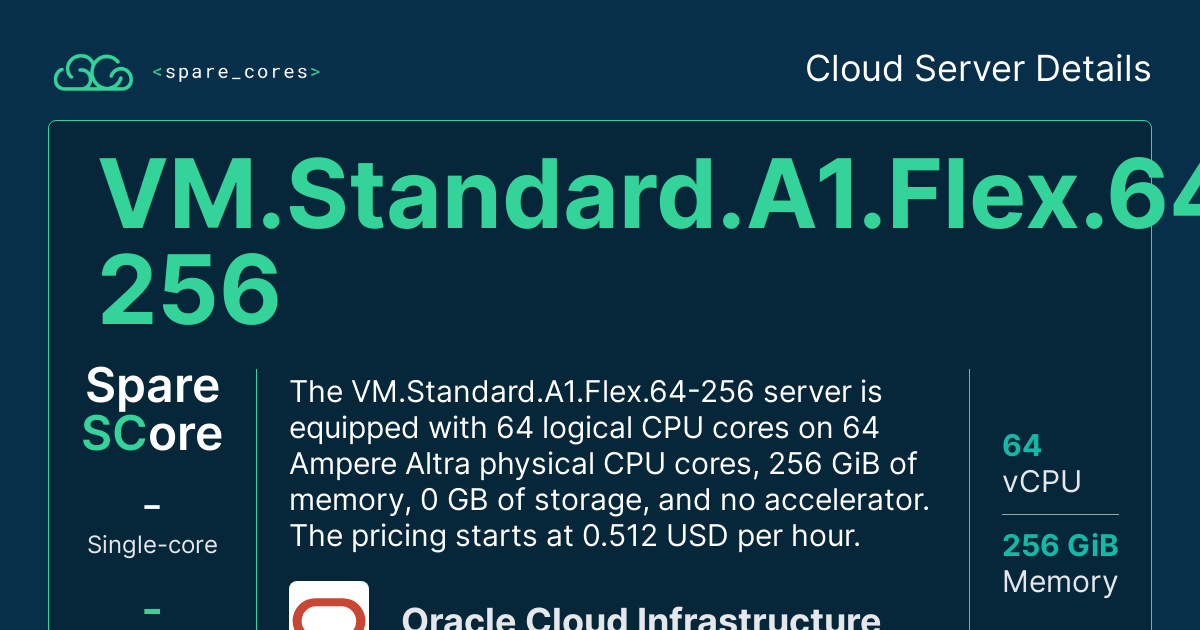 <spare_cores>
Cloud Server Details
VM.Standard.A1.Flex.64
256
Spare
SCore
–
Single-core
–
The VM.Standard.A1.Flex.64-256 server is
equipped with 64 logical CPU cores on 64
Ampere Altra physical CPU cores, 256 GiB of
memory, 0 GB of storage, and no accelerator.
The pricing starts at 0.512 USD per hour.
Oracle Cloud Infrastructure
64
vCPU
256 GiB
Memory